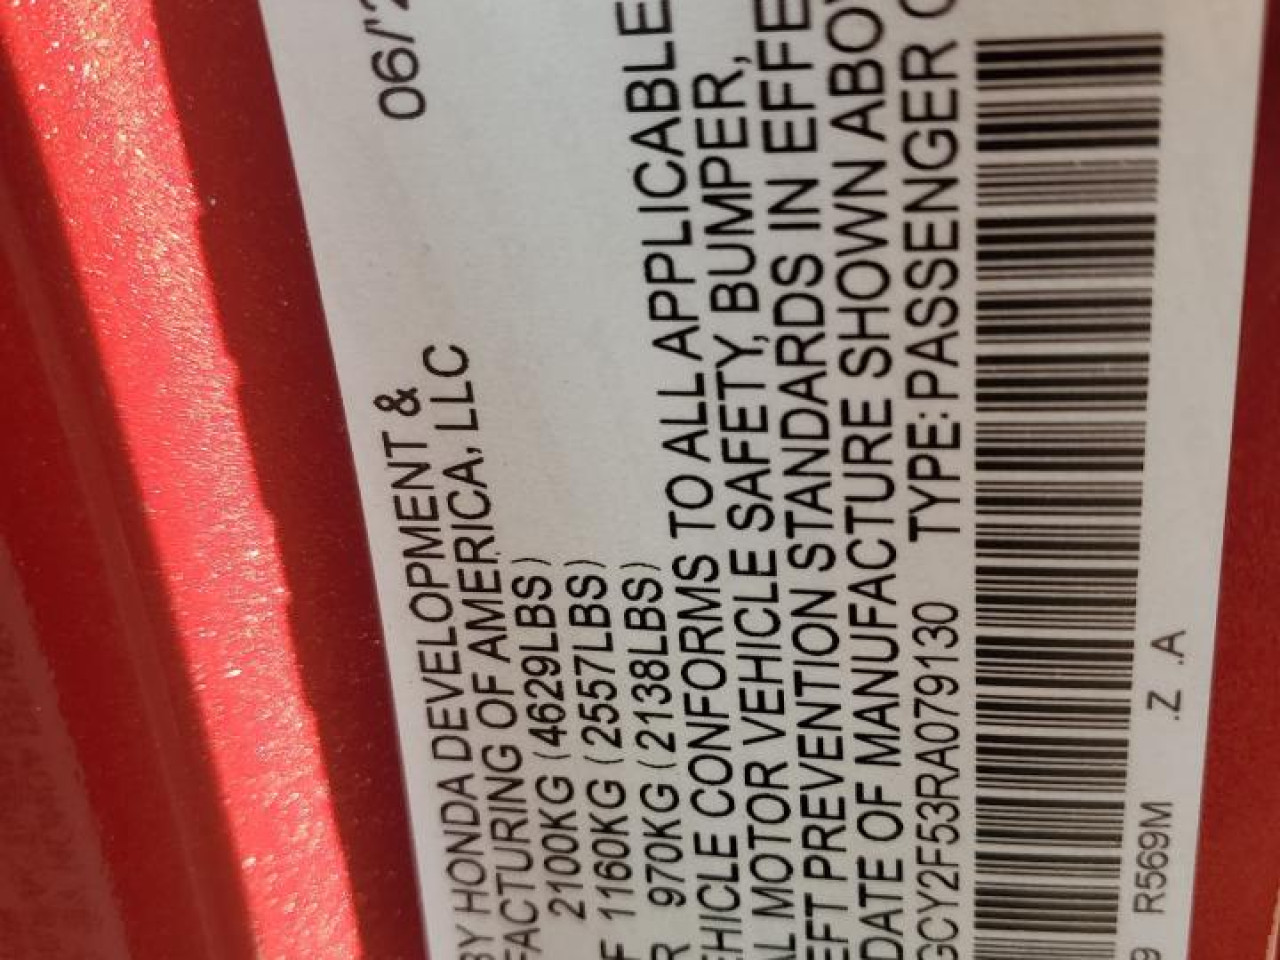 BY HONDA DEVELOPMENT &
FACTURING OF AMERICA, LLC
06/'2
2100KG (4629LBS)
F 1160KG (2557LBS)
R 970KG (2138LBS)
EHICLE CONFORMS TO ALL APPLICABLE
AL MOTOR VEHICLE SAFETY, BUMPER,
EFT PREVENTION STANDARDS IN EFFE
DATE OF MANUFACTURE SHOWN ABO
GCY2F53RA079130 TYPE:PASSENGER C
9 R569M .Z .A